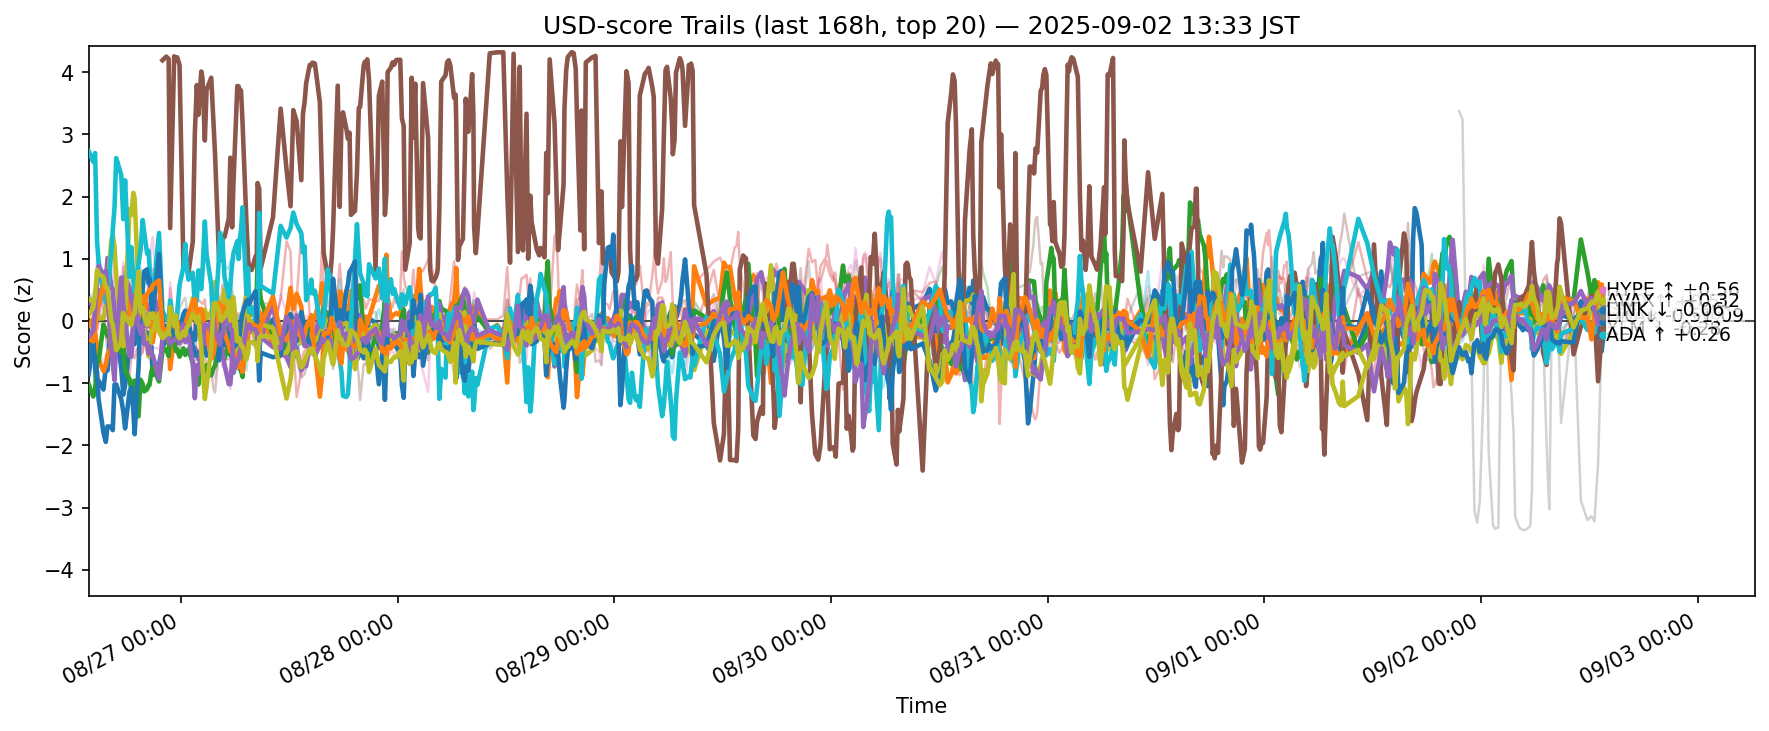 USD-score Trails (last 168h, top 20) — 2025-09-02 13:33 JST
Score (z)
4
3
2
1
0
−1
−2
−3
−4
HYPE ↑ +0.56
AVAX ↑ +0.32
LINK ↓ -0.06
ADA ↑ +0.26
08/27 00:00
08/28 00:00
08/29 00:00
08/30 00:00
08/31 00:00
09/01 00:00
09/02 00:00
09/03 00:00
Time